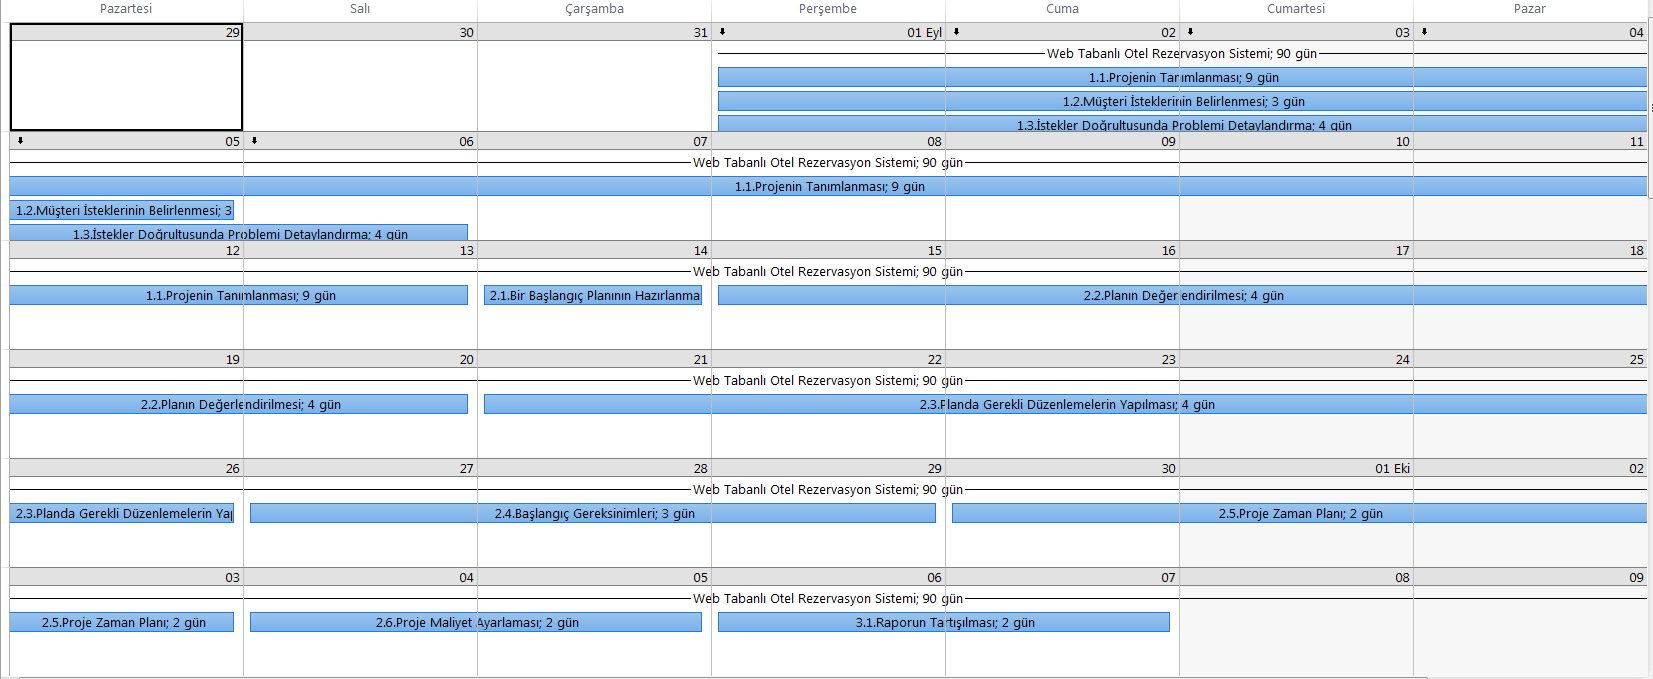 Pazartesi Salı Çarşamba Perşembe Cuma Cumartesi Pazar
29 30 31 01 Eyl 02 03 04
Web Tabanlı Otel Rezervasyon Sistemi; 90 gün
1.1.Projenin Tanımlanması; 9 gün
1.2.Müşteri İsteklerinin Belirlenmesi; 3 gün
1.3.İstekler Doğrultusunda Problemi Detaylandırma; 4 gün
05 06 07 08 09 10 11
Web Tabanlı Otel Rezervasyon Sistemi; 90 gün
1.1.Projenin Tanımlanması; 9 gün
1.2.Müşteri İsteklerinin Belirlenmesi; 3
1.3.İstekler Doğrultusunda Problemi Detaylandırma; 4 gün
12 13 14 15 16 17 18
Web Tabanlı Otel Rezervasyon Sistemi; 90 gün
1.1.Projenin Tanımlanması; 9 gün 2.1.Bir Başlangıç Planının Hazırlanma 2.2.Planın Değerlendirilmesi; 4 gün
19 20 21 22 23 24 25
Web Tabanlı Otel Rezervasyon Sistemi; 90 gün
2.2.Planın Değerlendirilmesi; 4 gün 2.3.Planda Gerekli Düzenlemelerin Yapılması; 4 gün
26 27 28 29 30 01 Eki 02
Web Tabanlı Otel Rezervasyon Sistemi; 90 gün
2.3.Planda Gerekli Düzenlemelerin Yap 2.4.Başlangıç Gereksinimleri; 3 gün 2.5.Proje Zaman Planı; 2 gün
03 04 05 06 07 08 09
Web Tabanlı Otel Rezervasyon Sistemi; 90 gün
2.5.Proje Zaman Planı; 2 gün 2.6.Proje Maliyet Ayarlaması; 2 gün 3.1.Raporun Tartışılması; 2 gün